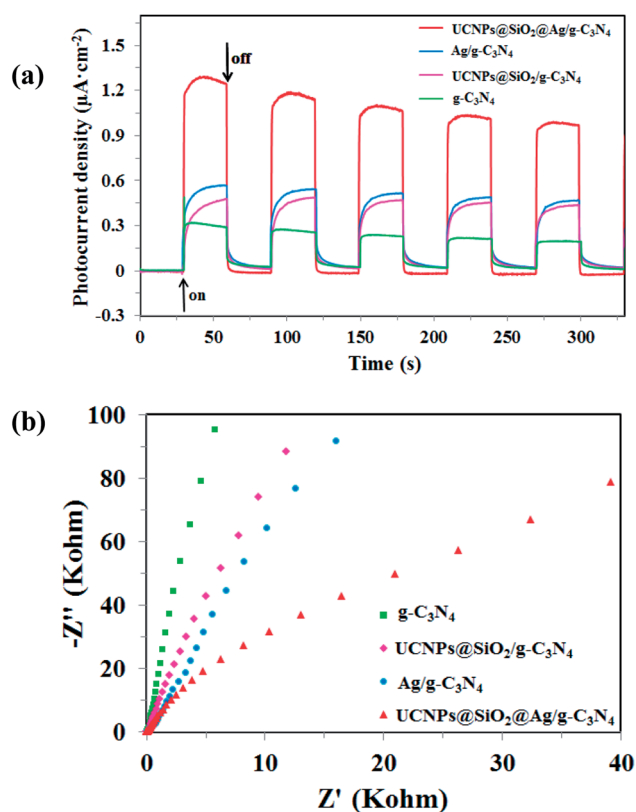 (a)
Photocurrent density (µA·cm⁻²)
1.5
1.2
0.9
0.6
0.3
0
-0.3
off
on
UCNPs@SiO₂@Ag/g-C₃N₄
Ag/g-C₃N₄
UCNPs@SiO₂/g-C₃N₄
g-C₃N₄
0 50 100 150 200 250 300
Time (s)
(b)
-Z'' (Kohm)
100
80
60
40
20
0
g-C₃N₄
UCNPs@SiO₂/g-C₃N₄
Ag/g-C₃N₄
UCNPs@SiO₂@Ag/g-C₃N₄
0 10 20 30 40
Z' (Kohm)